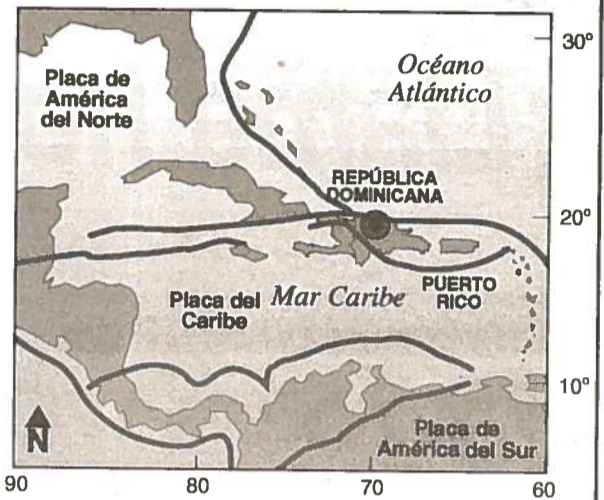 Placa de
América
del Norte
Océano
Atlántico
30°
REPÚBLICA
DOMINICANA
20°
PUERTO
RICO
Placa del
Caribe
Mar Caribe
10°
Placa de
América del Sur
N
90
80
70
60